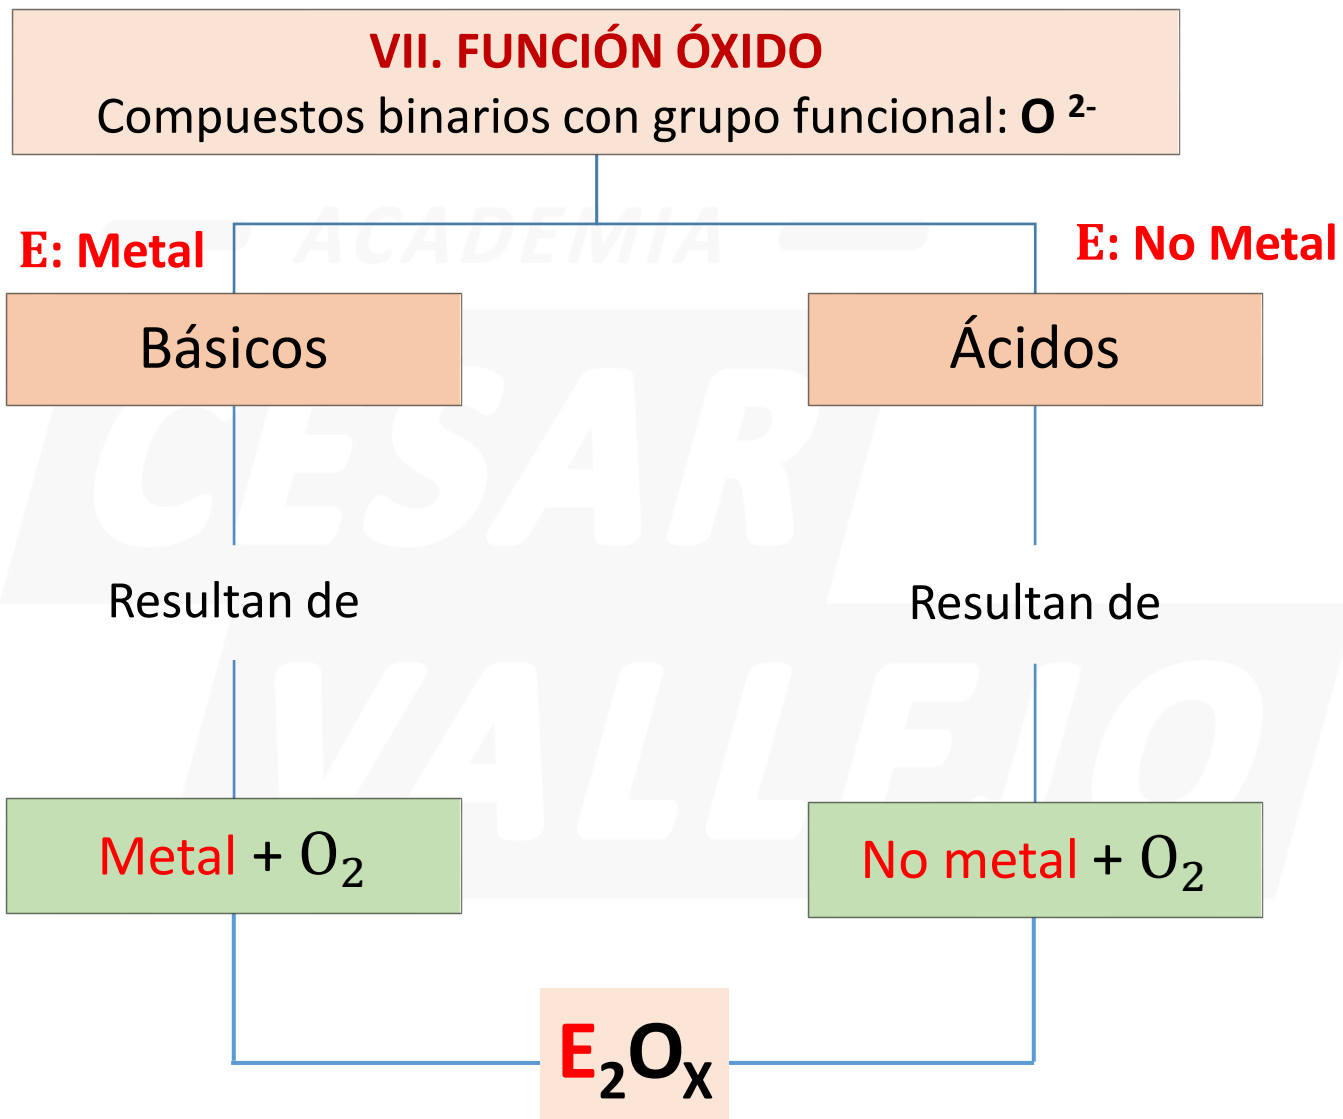 VII. FUNCIÓN ÓXIDO
Compuestos binarios con grupo funcional: O ²⁻
E: Metal
E: No Metal
Básicos
Ácidos
Resultan de
Resultan de
Metal + O₂
No metal + O₂
E₂Oₓ
ACADEMIA
CESAR
VALLEJO